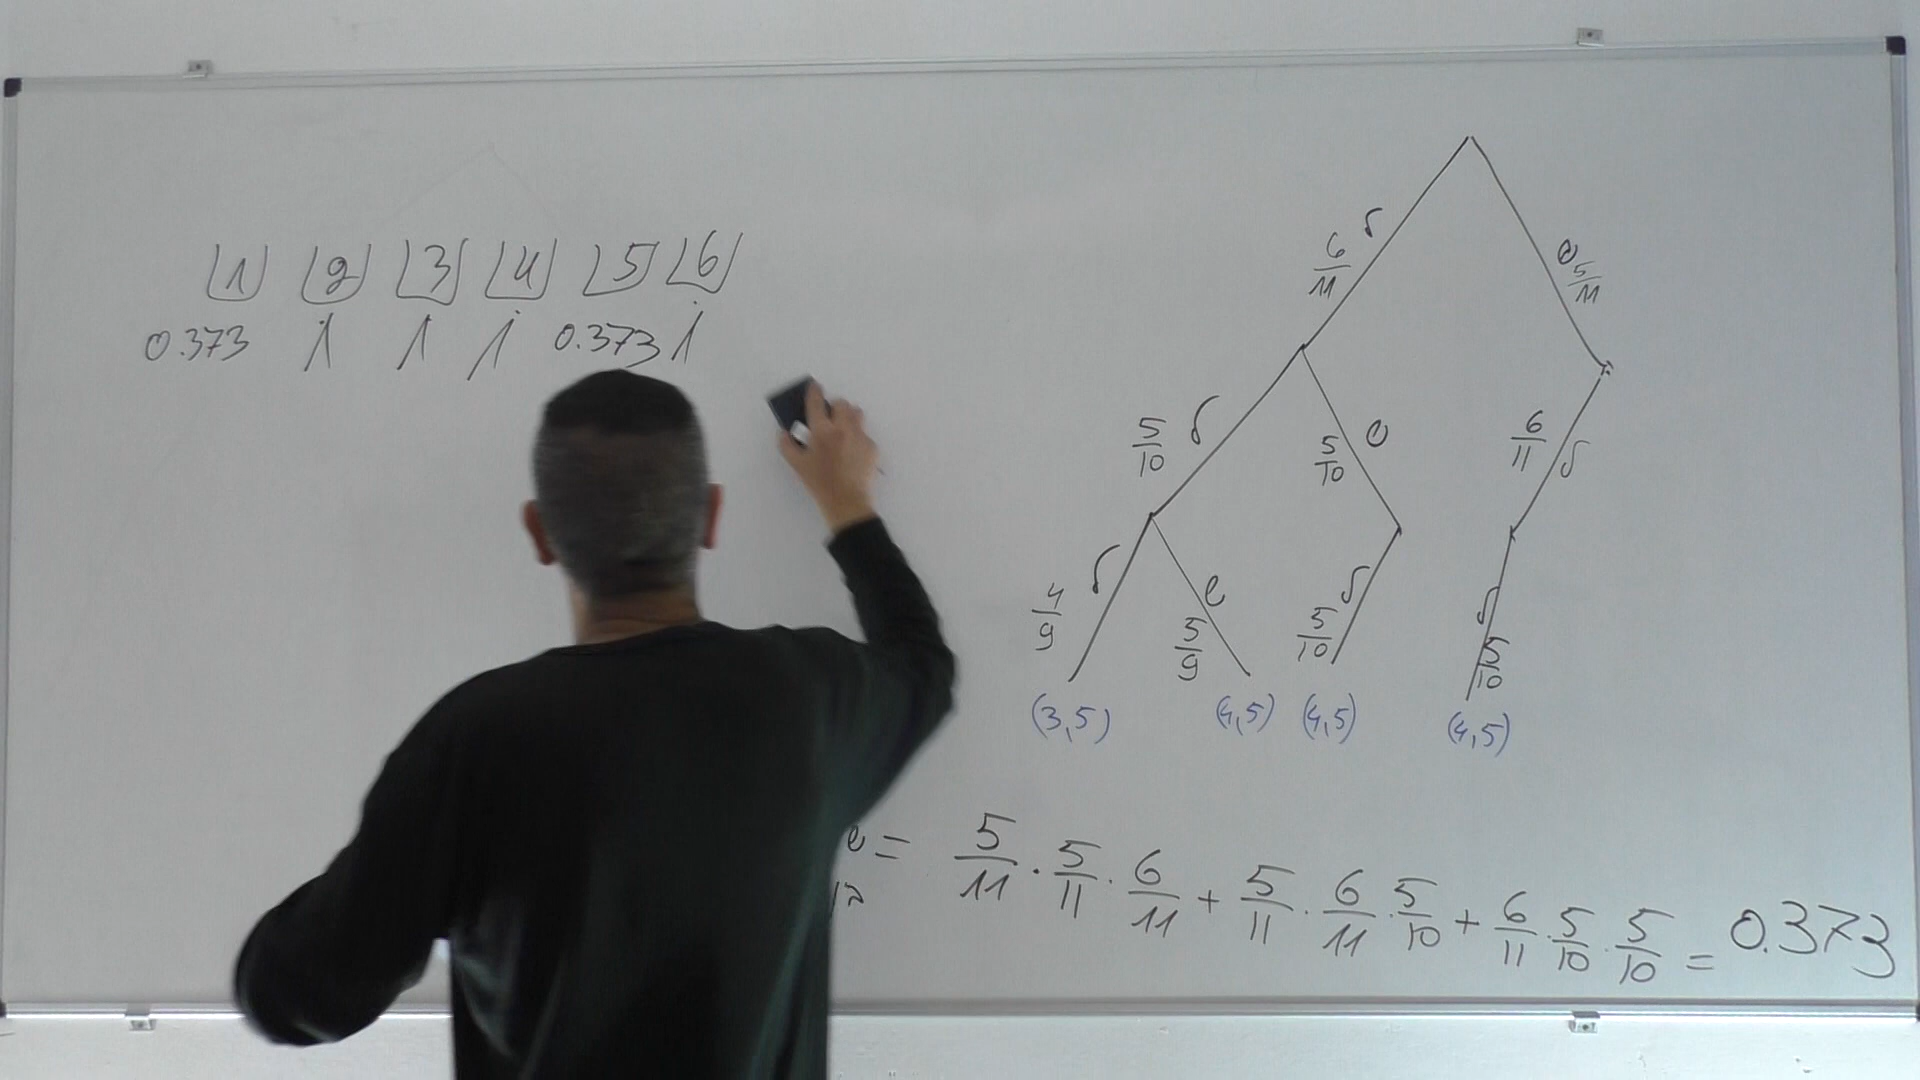 1 2 3 4 5 6
0.373 1 1 1 0.373 1
6/11 5/11
5/10 5/10 6/11
4/9 5/9 5/10 5/10
(3,5) (4,5) (4,5) (4,5)
= 5/11 · 5/11 · 6/11 + 5/11 · 6/11 · 5/10 + 6/11 · 5/10 · 5/10 = 0.373